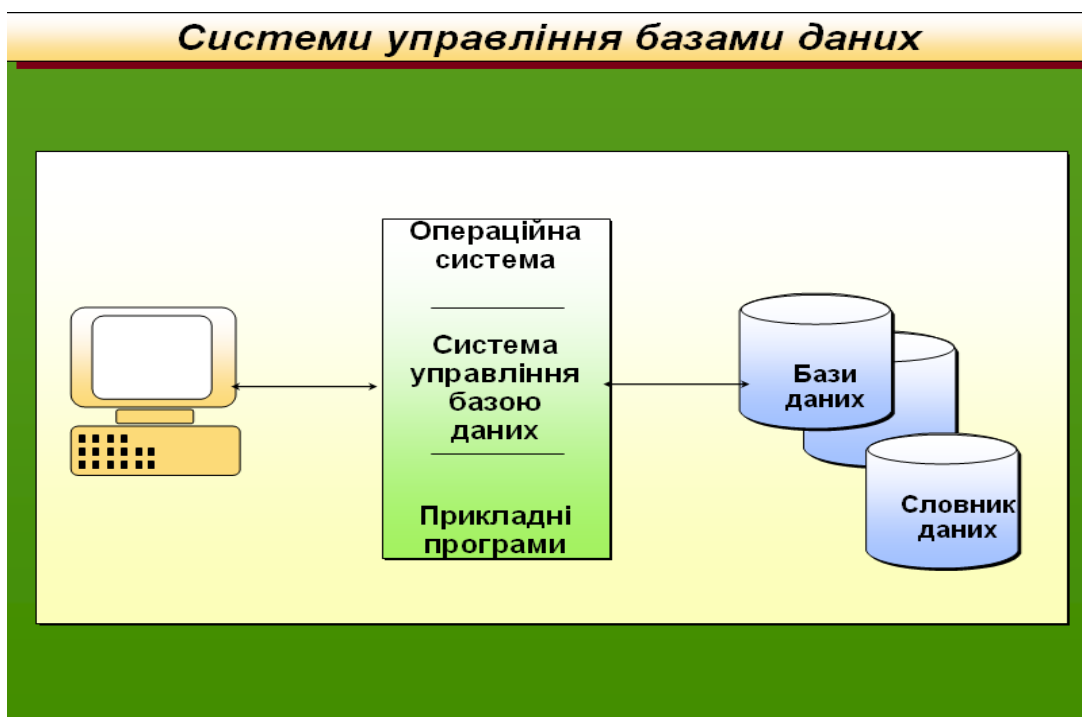 Системи управління базами даних
Операційна
система
Система
управління
базою
даних
Прикладні
програми
Бази
даних
Словник
даних